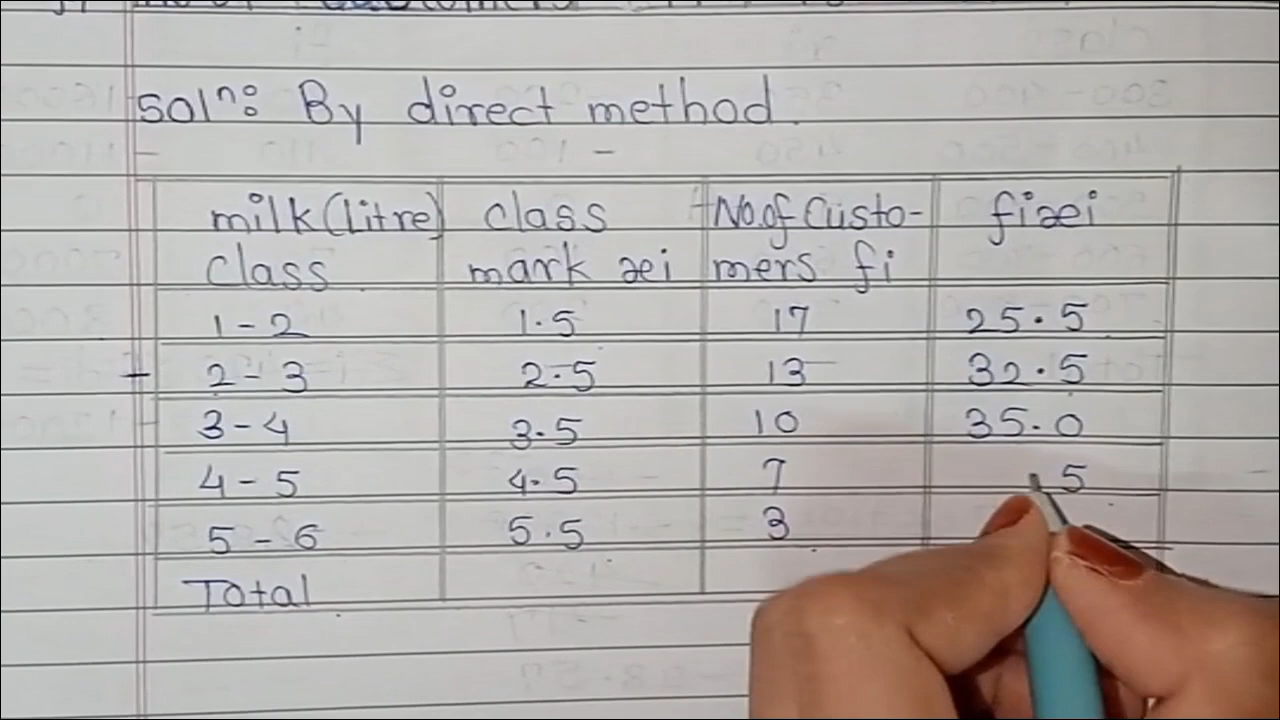 Soln: By direct method.
milk(Litre) class No. of Custo- fixi
class mark xi mers fi
1-2 1.5 17 25.5
2-3 2.5 13 32.5
3-4 3.5 10 35.0
4-5 4.5 7 5
5-6 5.5 3
Total